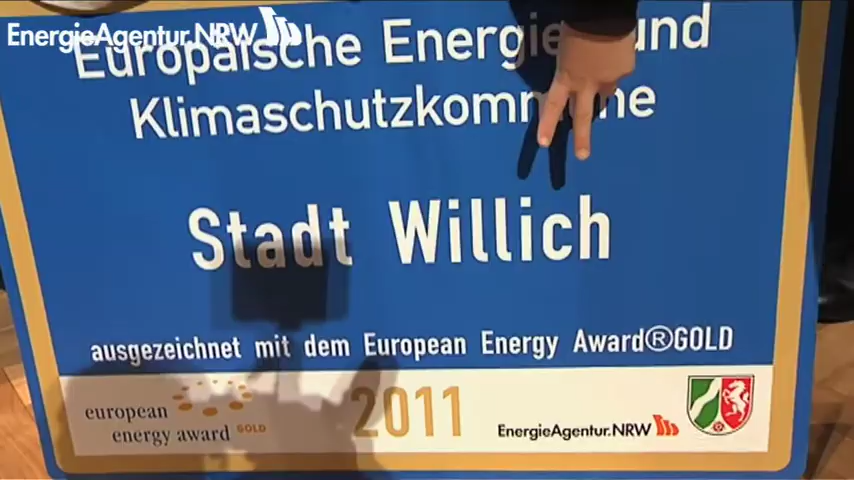 EnergieAgentur.NRW
Europäische Energie- und
Klimaschutzkommune
Stadt Willich
ausgezeichnet mit dem European Energy Award®GOLD
european
energy award GOLD
2011
EnergieAgentur.NRW